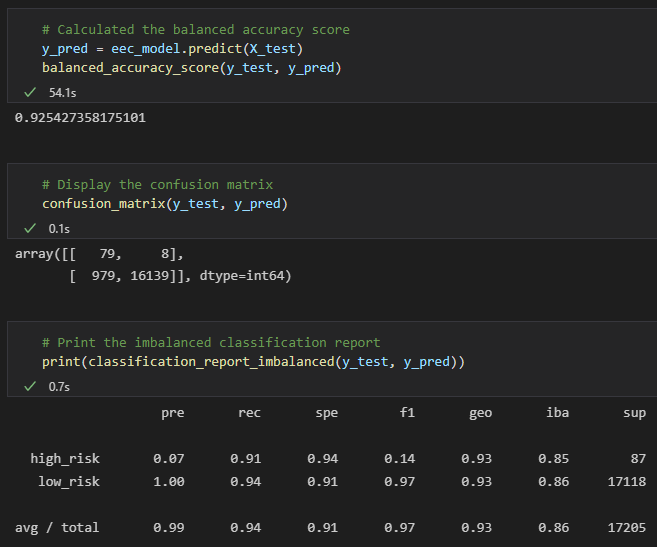 # Calculated the balanced accuracy score
y_pred = eec_model.predict(X_test)
balanced_accuracy_score(y_test, y_pred)
✓ 54.1s
0.925427358175101
# Display the confusion matrix
confusion_matrix(y_test, y_pred)
✓ 0.1s
array([[   79,     8],
       [  979, 16139]], dtype=int64)
# Print the imbalanced classification report
print(classification_report_imbalanced(y_test, y_pred))
✓ 0.7s
pre rec spe f1 geo iba sup
high_risk 0.07 0.91 0.94 0.14 0.93 0.85 87
low_risk 1.00 0.94 0.91 0.97 0.93 0.86 17118
avg / total 0.99 0.94 0.91 0.97 0.93 0.86 17205